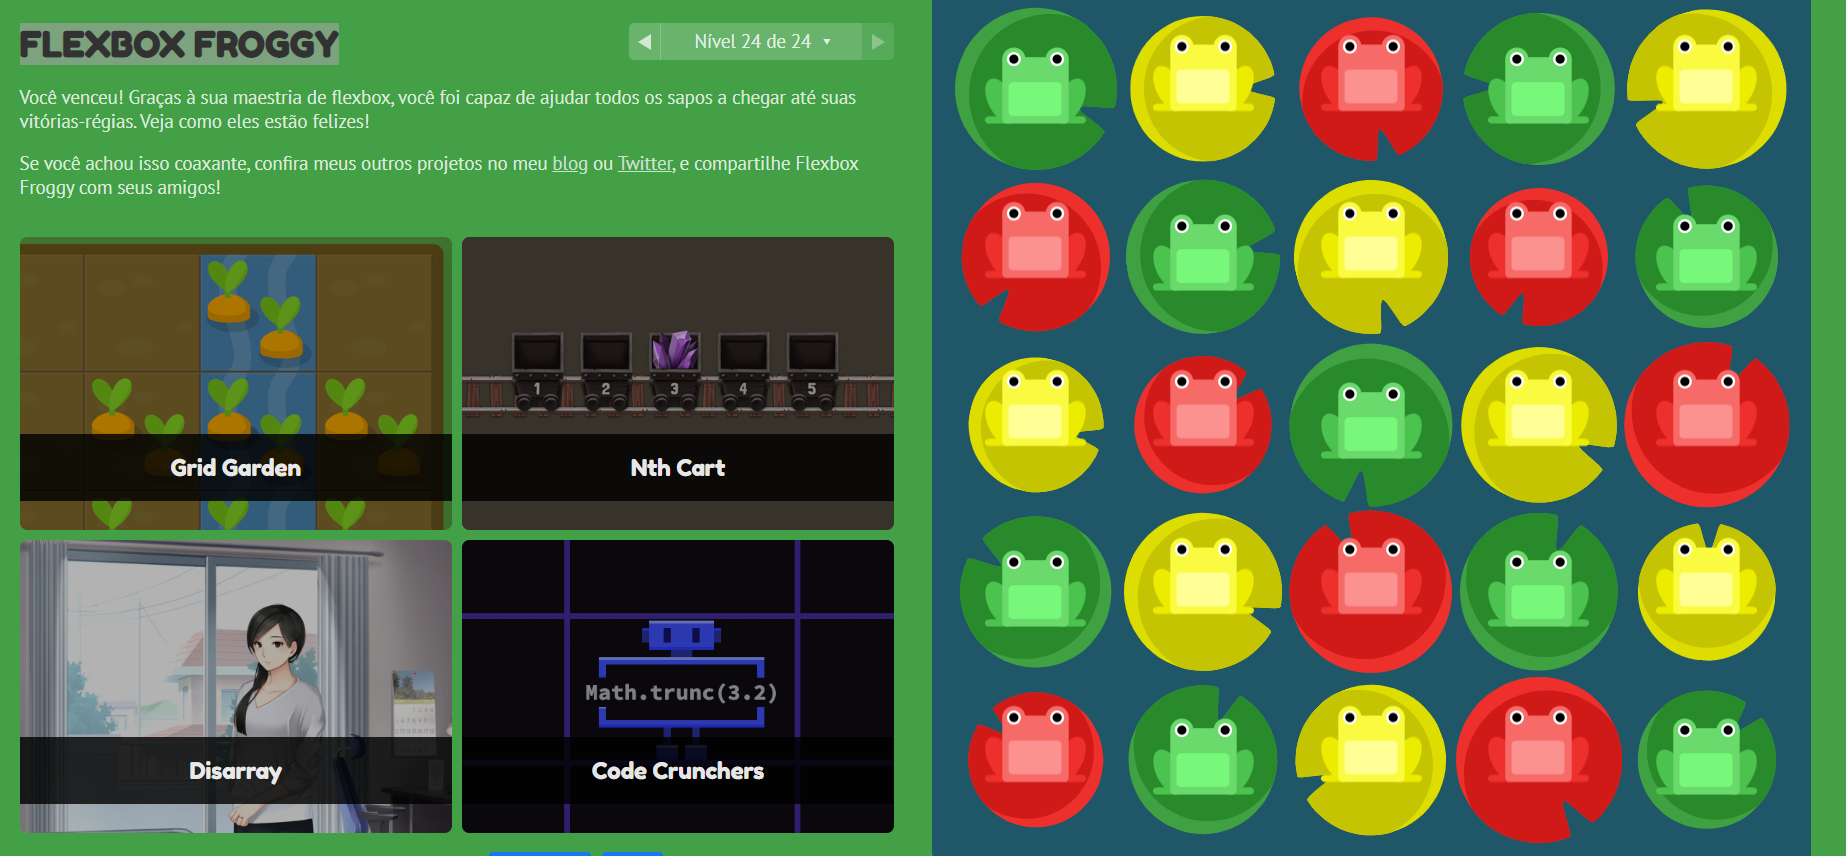 FLEXBOX FROGGY
Nível 24 de 24
Você venceu! Graças à sua maestria de flexbox, você foi capaz de ajudar todos os sapos a chegar até suas
vitórias-régias. Veja como eles estão felizes!
Se você achou isso coaxante, confira meus outros projetos no meu blog ou Twitter, e compartilhe Flexbox
Froggy com seus amigos!
1 2 3 4 5
Grid Garden
Nth Cart
Math.trunc(3.2)
Disarray
Code Crunchers